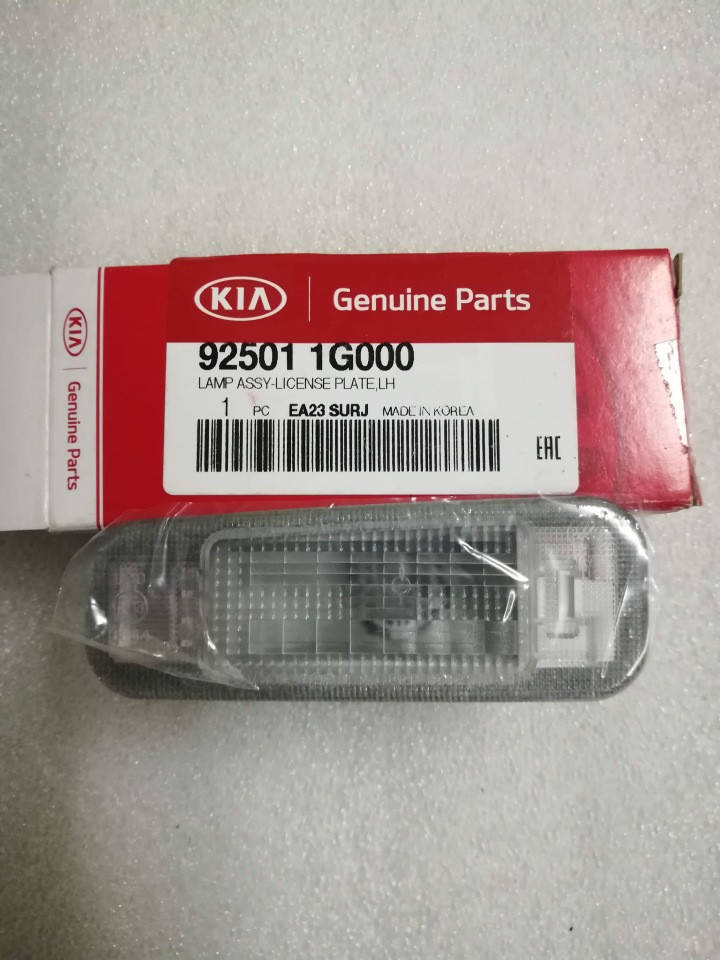 KIA
Genuine Parts
KIA Genuine Parts
92501 1G000
LAMP ASSY-LICENSE PLATE,LH
1 PC EA23 SURJ MADE IN KOREA
EAC